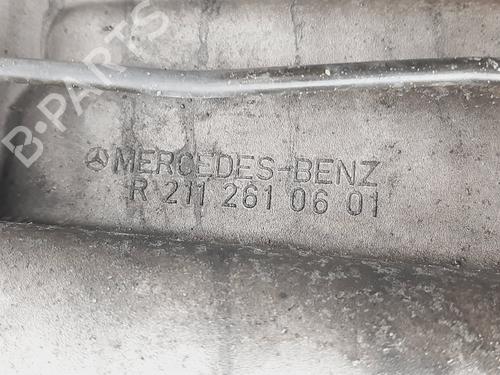 B-PARTS
MERCEDES-BENZ
R 211 261 06 01